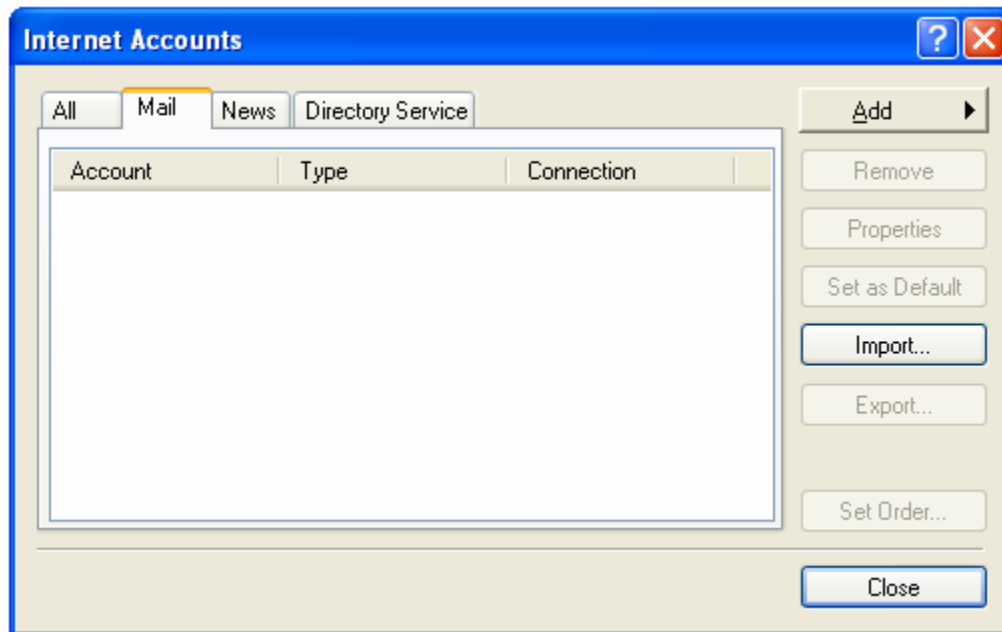 Internet Accounts
All Mail News Directory Service
Account Type Connection
Add
Remove
Properties
Set as Default
Import...
Export...
Set Order...
Close